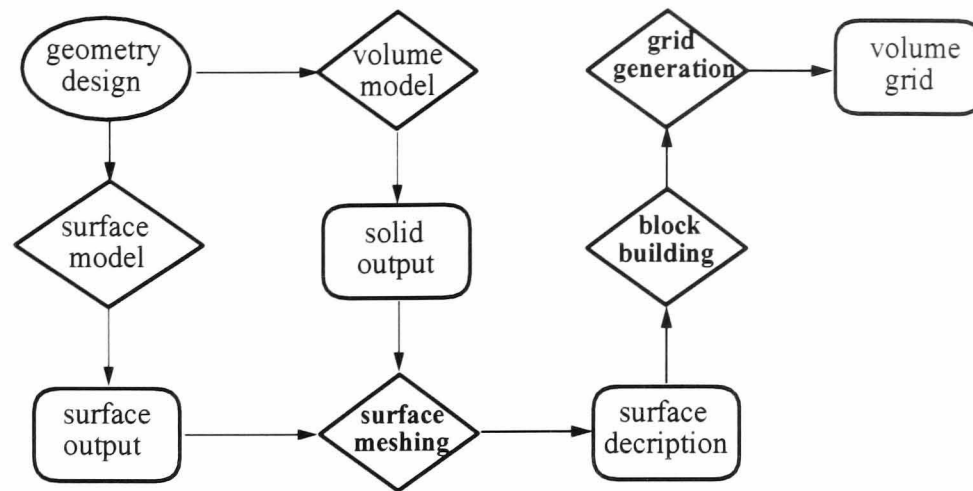 geometry
design
volume
model
grid
generation
volume
grid
surface
model
solid
output
block
building
surface
output
surface
meshing
surface
decription